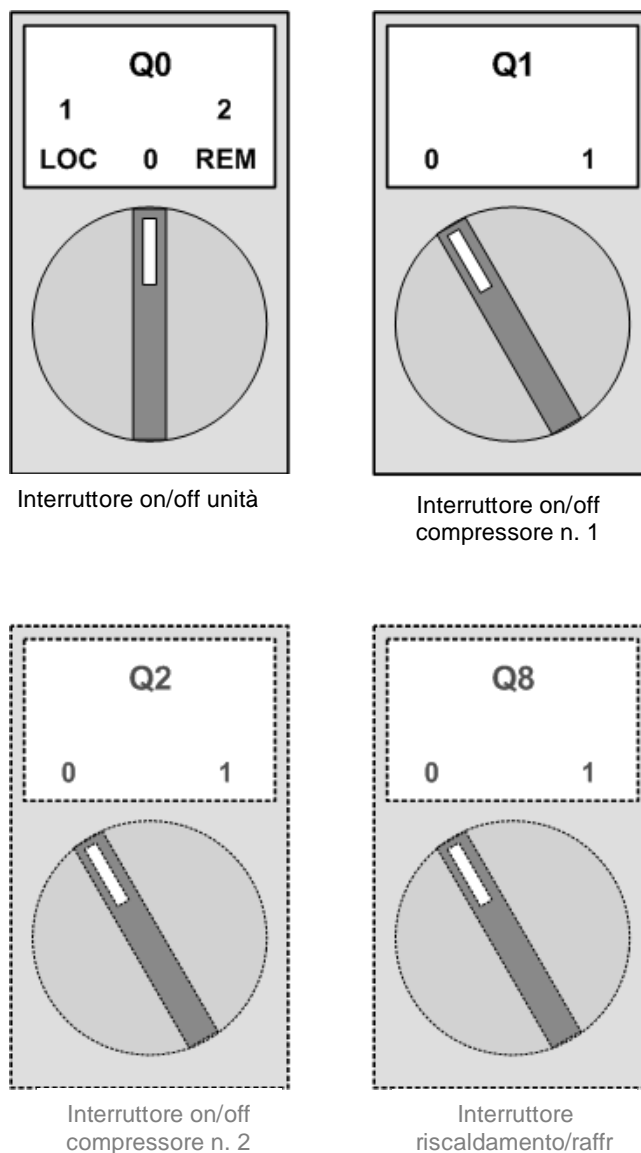 Q0
1 2
LOC 0 REM
Interruttore on/off unità
Q1
0 1
Interruttore on/off
compressore n. 1
Q2
0 1
Interruttore on/off
compressore n. 2
Q8
0 1
Interruttore
riscaldamento/raffr